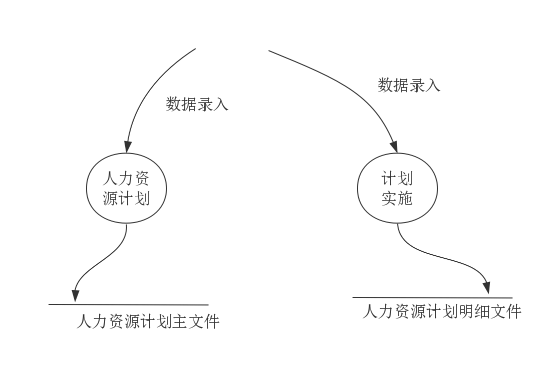 数据录入
数据录入
人力资
源计划
计划
实施
人力资源计划主文件
人力资源计划明细文件